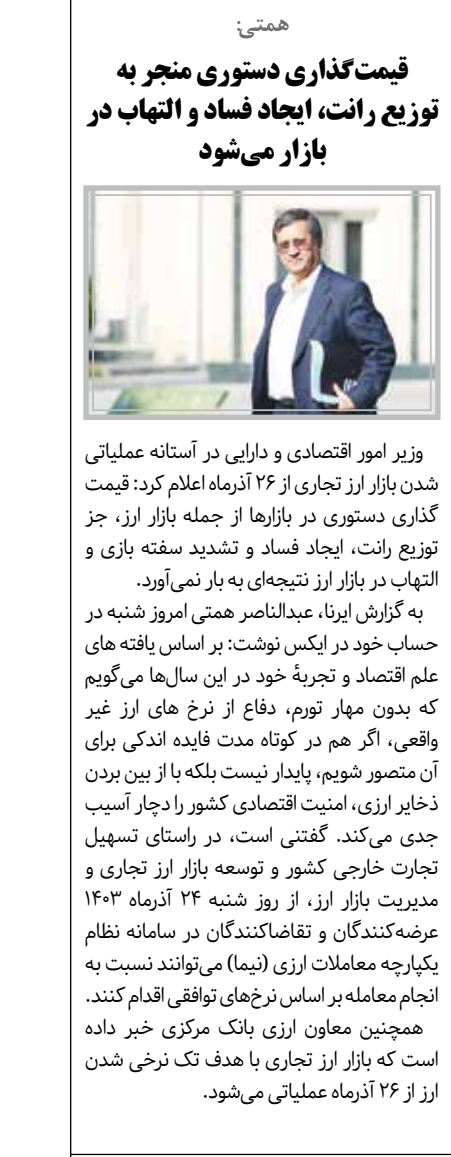 همتی:
قیمت‌گذاری دستوری منجر به
توزیع رانت، ایجاد فساد و التهاب در
بازار می‌شود
وزیر امور اقتصادی و دارایی در آستانه عملیاتی
شدن بازار ارز تجاری از ۲۶ آذرماه اعلام کرد: قیمت
گذاری دستوری در بازارها از جمله بازار ارز، جز
توزیع رانت، ایجاد فساد و تشدید سفته بازی و
التهاب در بازار ارز نتیجه‌ای به بار نمی‌آورد.
به گزارش ایرنا، عبدالناصر همتی امروز شنبه در
حساب خود در ایکس نوشت: بر اساس یافته های
علم اقتصاد و تجربهٔ خود در این سال‌ها می‌گویم
که بدون مهار تورم، دفاع از نرخ های ارز غیر
واقعی، اگر هم در کوتاه مدت فایده اندکی برای
آن متصور شویم، پایدار نیست بلکه با از بین بردن
ذخایر ارزی، امنیت اقتصادی کشور را دچار آسیب
جدی می‌کند. گفتنی است، در راستای تسهیل
تجارت خارجی کشور و توسعه بازار ارز تجاری و
مدیریت بازار ارز، از روز شنبه ۲۴ آذرماه ۱۴۰۳
عرضه‌کنندگان و تقاضاکنندگان در سامانه نظام
یکپارچه معاملات ارزی (نیما) می‌توانند نسبت به
انجام معامله بر اساس نرخ‌های توافقی اقدام کنند.
همچنین معاون ارزی بانک مرکزی خبر داده
است که بازار ارز تجاری با هدف تک نرخی شدن
ارز از ۲۶ آذرماه عملیاتی می‌شود.